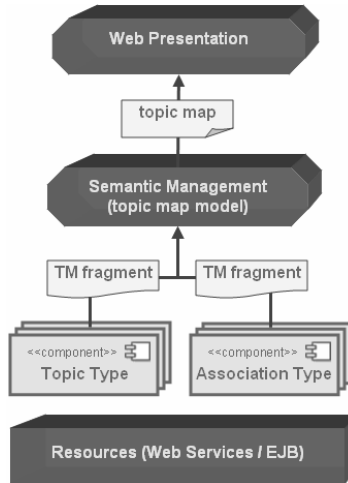 Web Presentation
topic map
Semantic Management
(topic map model)
TM fragment
TM fragment
<<component>>
Topic Type
<<component>>
Association Type
Resources (Web Services / EJB)